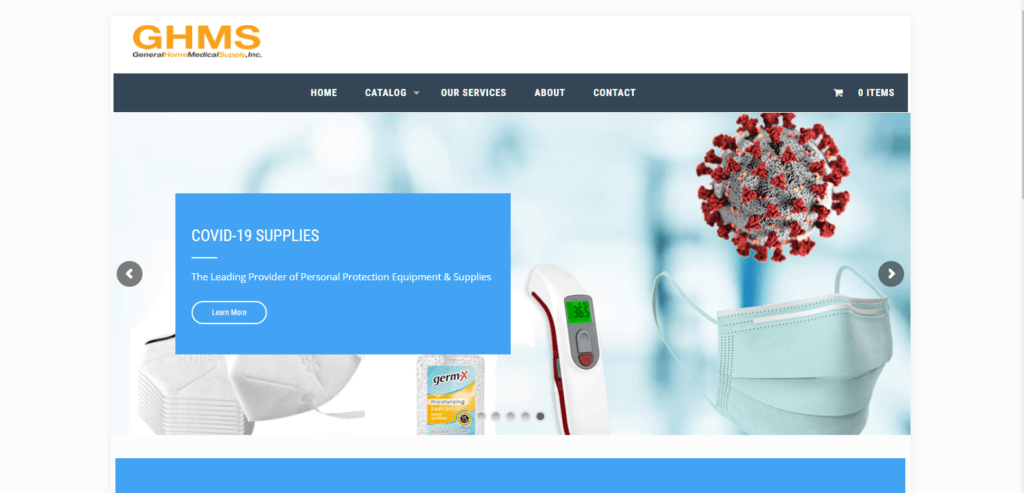 GHMS
GeneralHomeMedicalSupply,Inc.
HOME CATALOG OUR SERVICES ABOUT CONTACT 0 ITEMS
COVID-19 SUPPLIES
The Leading Provider of Personal Protection Equipment & Supplies
Learn More
36.5
germ-X
moisturizing